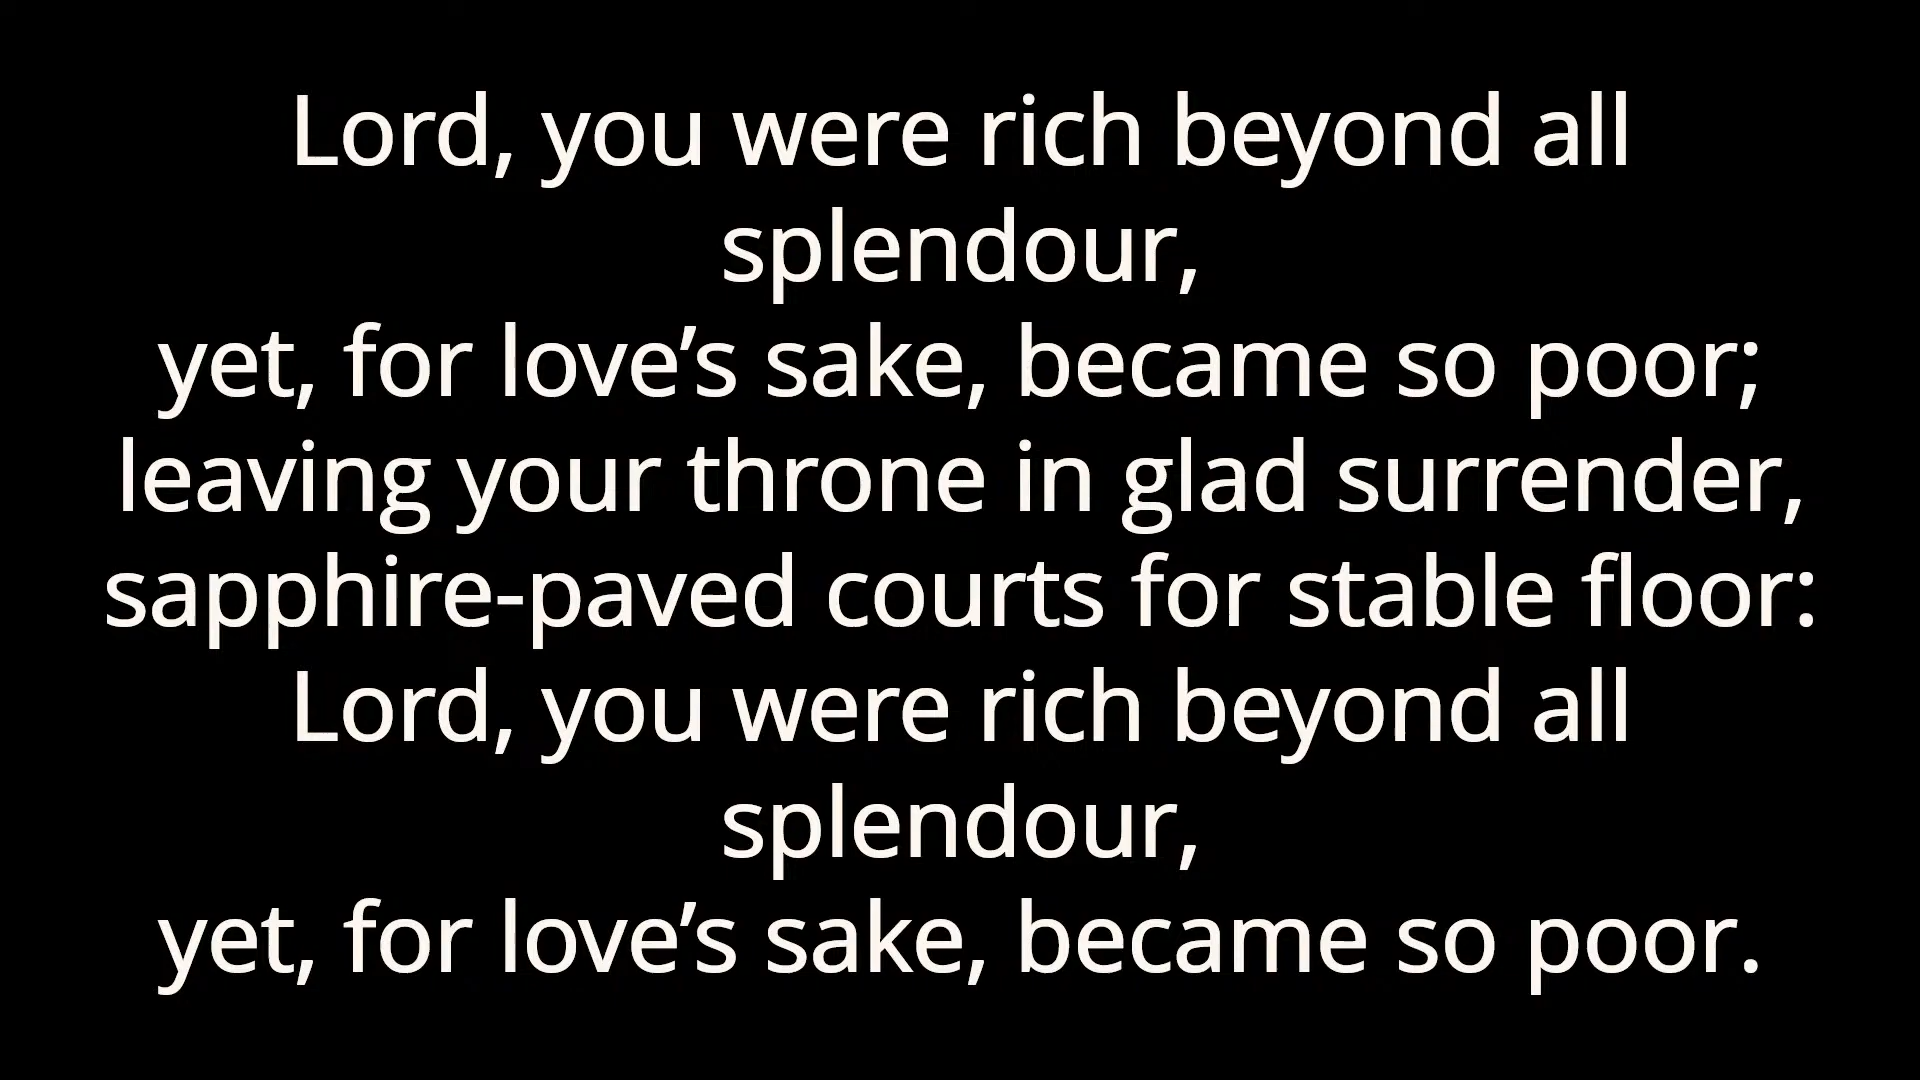 Lord, you were rich beyond all
splendour,
yet, for love’s sake, became so poor;
leaving your throne in glad surrender,
sapphire-paved courts for stable floor:
Lord, you were rich beyond all
splendour,
yet, for love’s sake, became so poor.